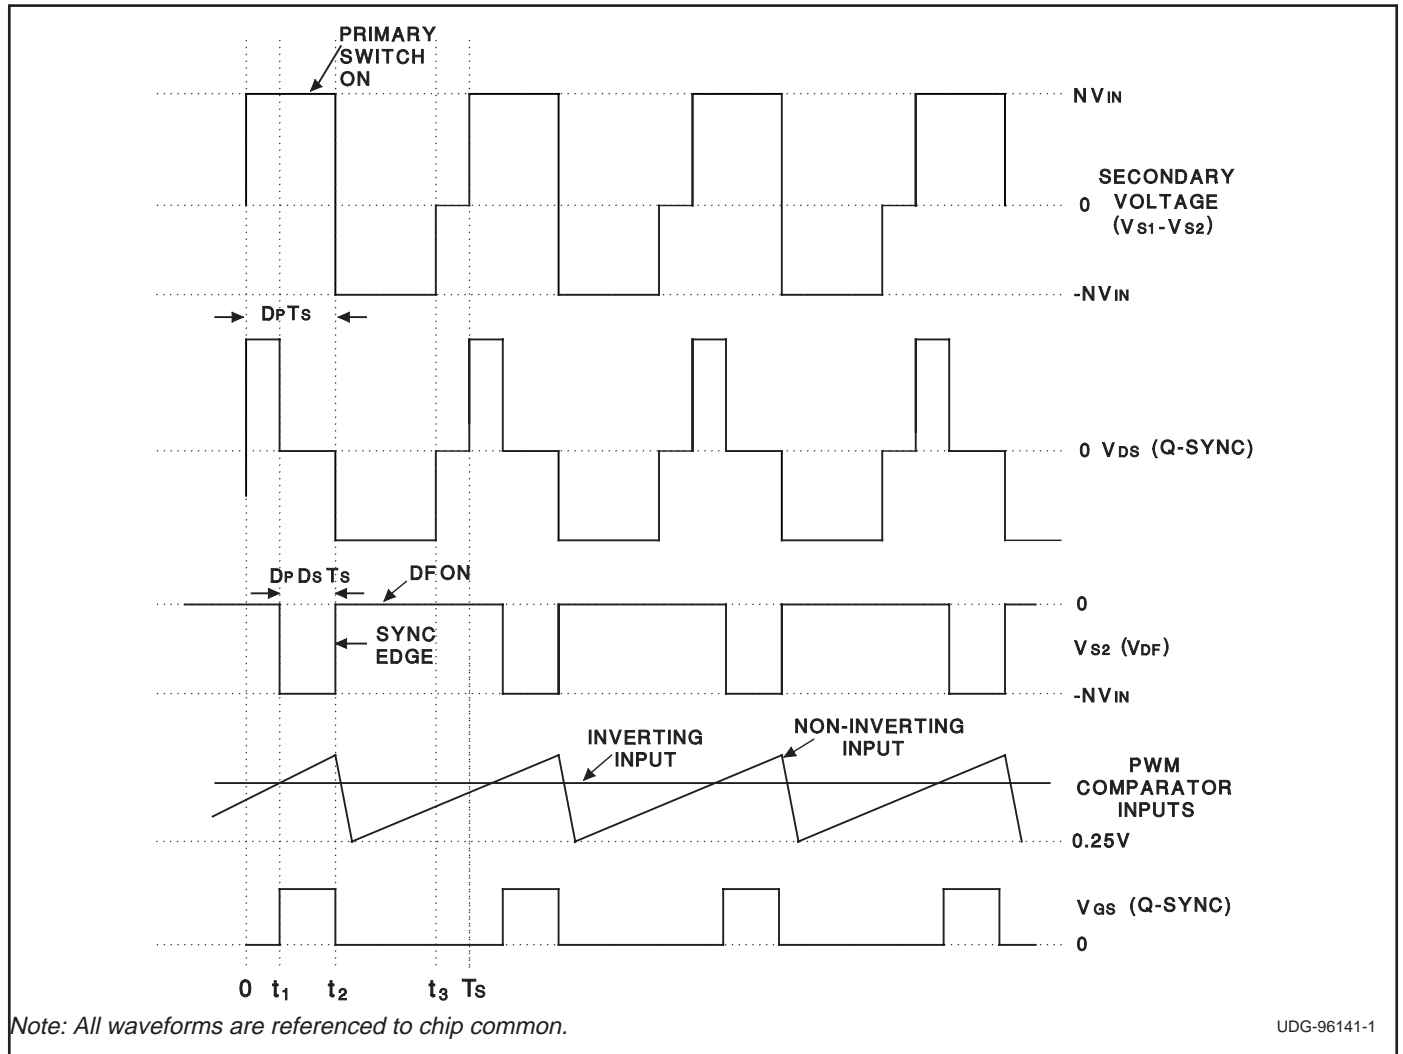 PRIMARY
SWITCH
ON
NVIN
SECONDARY
0 VOLTAGE
(VS1-VS2)
-NVIN
DPTS
0 VDS (Q-SYNC)
DPDSTS
DF ON
0
SYNC
EDGE
VS2 (VDF)
-NVIN
INVERTING
INPUT
NON-INVERTING
INPUT
PWM
COMPARATOR
INPUTS
0.25V
VGS (Q-SYNC)
0
0 t1 t2 t3 TS
Note: All waveforms are referenced to chip common.
UDG-96141-1